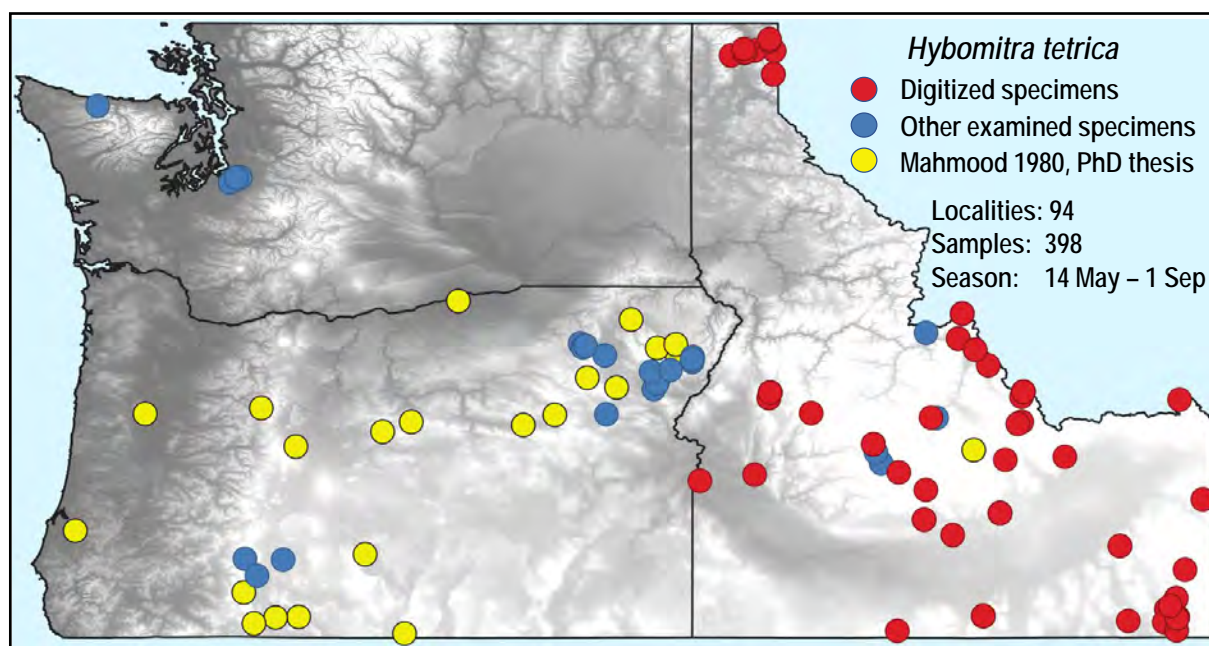 Hybomitra tetrica
Digitized specimens
Other examined specimens
Mahmood 1980, PhD thesis
Localities: 94
Samples: 398
Season: 14 May – 1 Sep